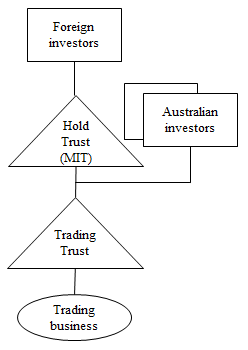 Foreign
investors
Hold
Trust
(MIT)
Australian
investors
Trading
Trust
Trading
business